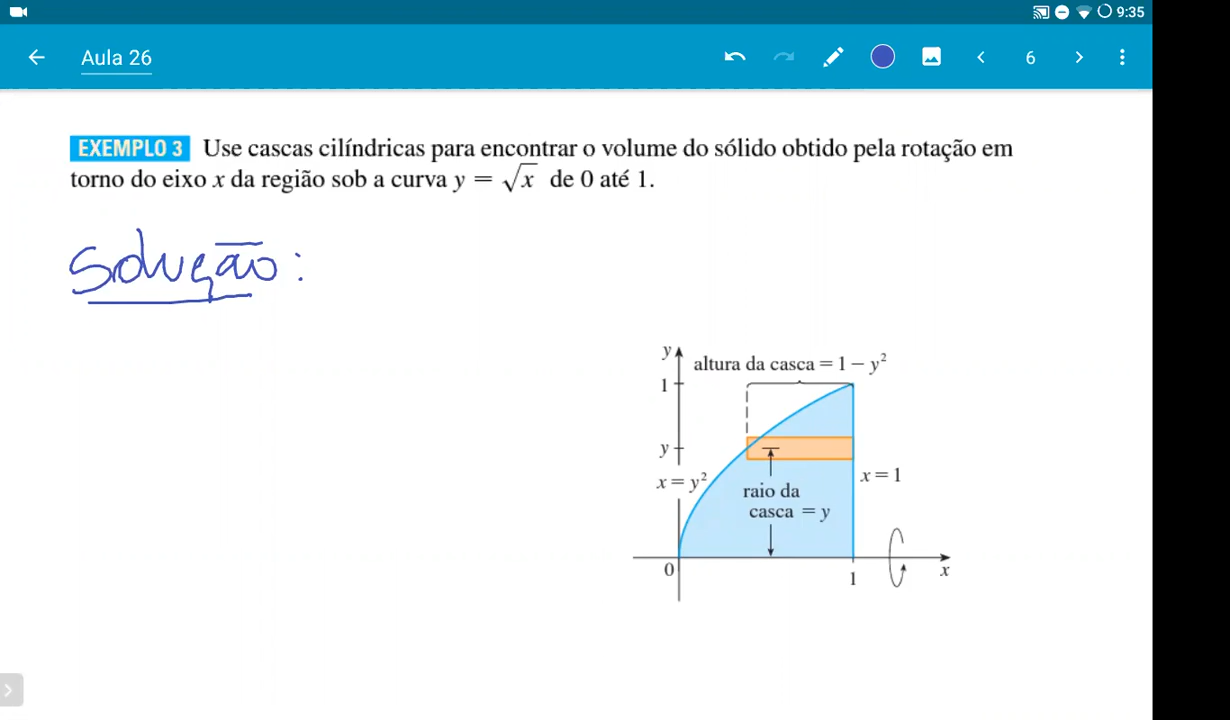 9:35
Aula 26
6
EXEMPLO 3 Use cascas cilíndricas para encontrar o volume do sólido obtido pela rotação em
torno do eixo x da região sob a curva y = √x de 0 até 1.
Solução:
y
altura da casca = 1 − y²
1
y
x = y²
x = 1
raio da
casca = y
0
1
x